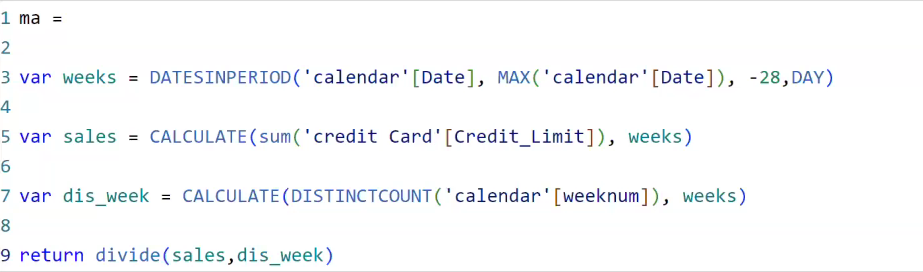 1 ma =
2
3 var weeks = DATESINPERIOD('calendar'[Date], MAX('calendar'[Date]), -28,DAY)
4
5 var sales = CALCULATE(sum('credit Card'[Credit_Limit]), weeks)
6
7 var dis_week = CALCULATE(DISTINCTCOUNT('calendar'[weeknum]), weeks)
8
9 return divide(sales,dis_week)